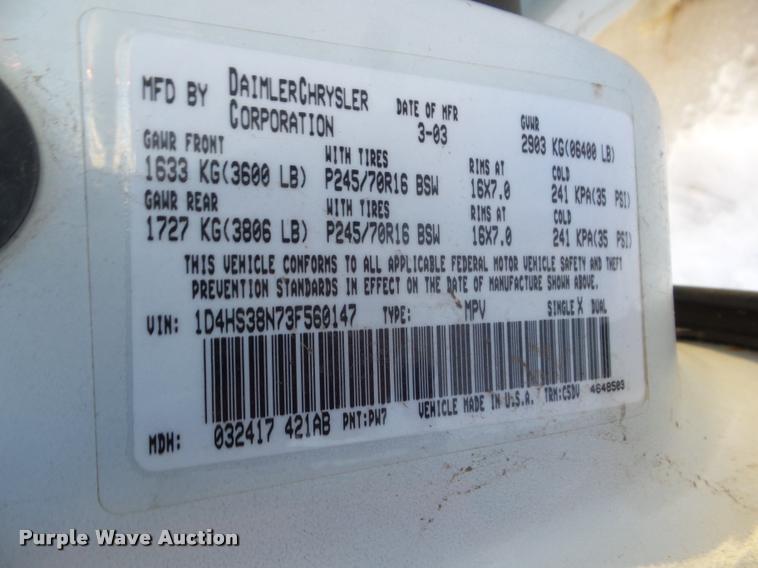 MFD BY DAIMLERCHRYSLER CORPORATION DATE OF MFR 3-03 GVWR 2903 KG(06400 LB)
GAWR FRONT WITH TIRES RIMS AT COLD
1633 KG(3600 LB) P245/70R16 BSW 16X7.0 241 KPA(35 PSI)
GAWR REAR WITH TIRES RIMS AT COLD
1727 KG(3806 LB) P245/70R16 BSW 16X7.0 241 KPA(35 PSI)
THIS VEHICLE CONFORMS TO ALL APPLICABLE FEDERAL MOTOR VEHICLE SAFETY AND THEFT
PREVENTION STANDARDS IN EFFECT ON THE DATE OF MANUFACTURE SHOWN ABOVE.
VIN: 1D4HS38N73F560147 TYPE: MPV SINGLE X DUAL
MDH: 032417 421AB PNT:PW7 VEHICLE MADE IN U.S.A. TRM:C5DV 4648503
Purple Wave Auction